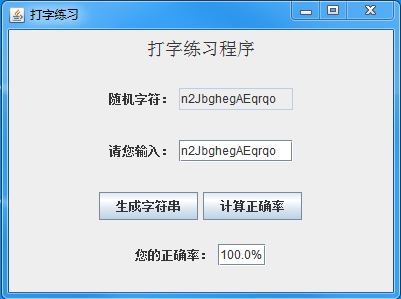 打字练习
打字练习程序
随机字符： n2JbghegAEqrqo
请您输入： n2JbghegAEqrqo
生成字符串 计算正确率
您的正确率： 100.0%